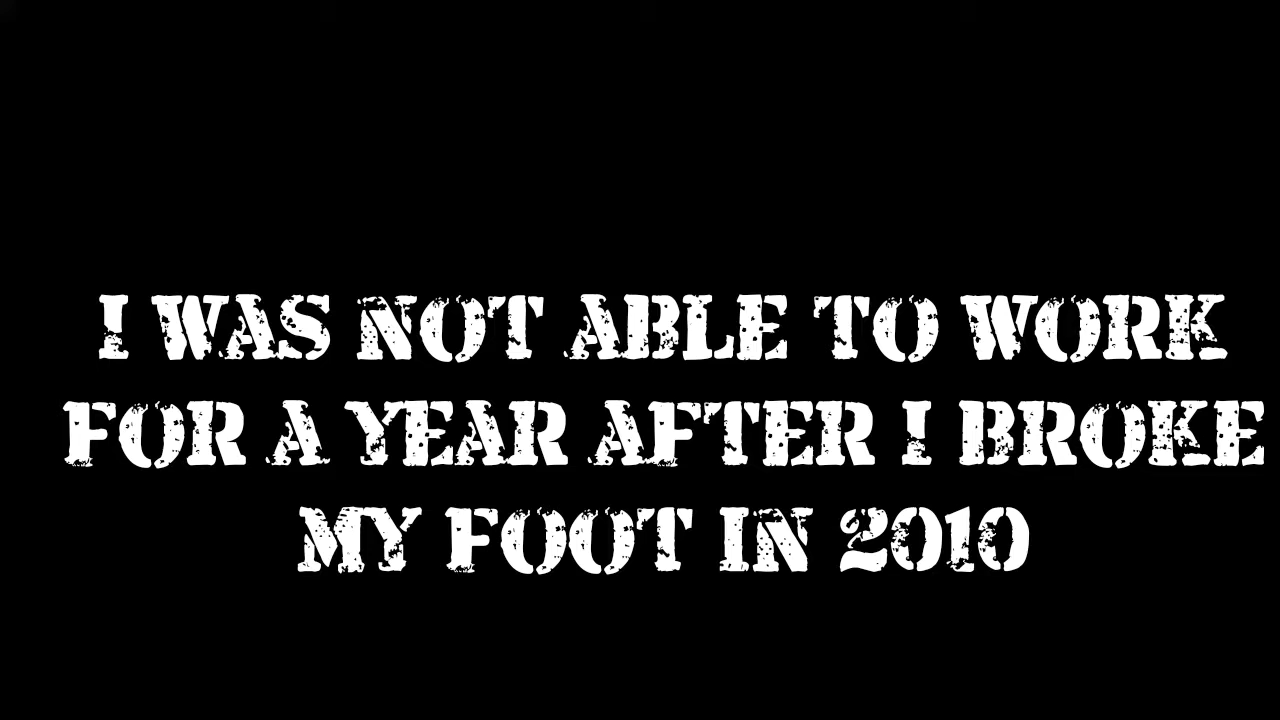 I WAS NOT ABLE TO WORK
FOR A YEAR AFTER I BROKE
MY FOOT IN 2010